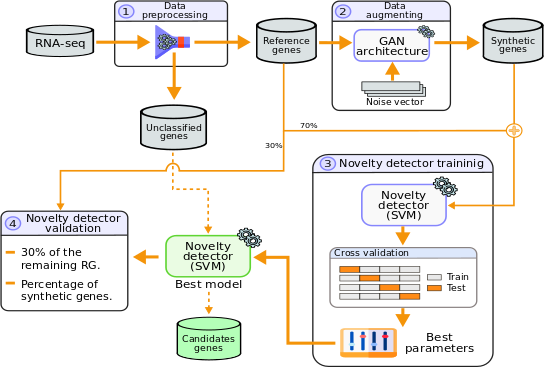 1
Data
preprocessing
RNA-seq
Reference
genes
2
Data
augmenting
GAN
architecture
Noise vector
Synthetic
genes
Unclassified
genes
70%
30%
3 Novelty detector traininig
Novelty
detector
(SVM)
Cross validation
Train
Test
Best
parameters
4 Novelty detector
validation
30% of the
remaining RG.
Percentage of
synthetic genes.
Novelty
detector
(SVM)
Best model
Candidates
genes